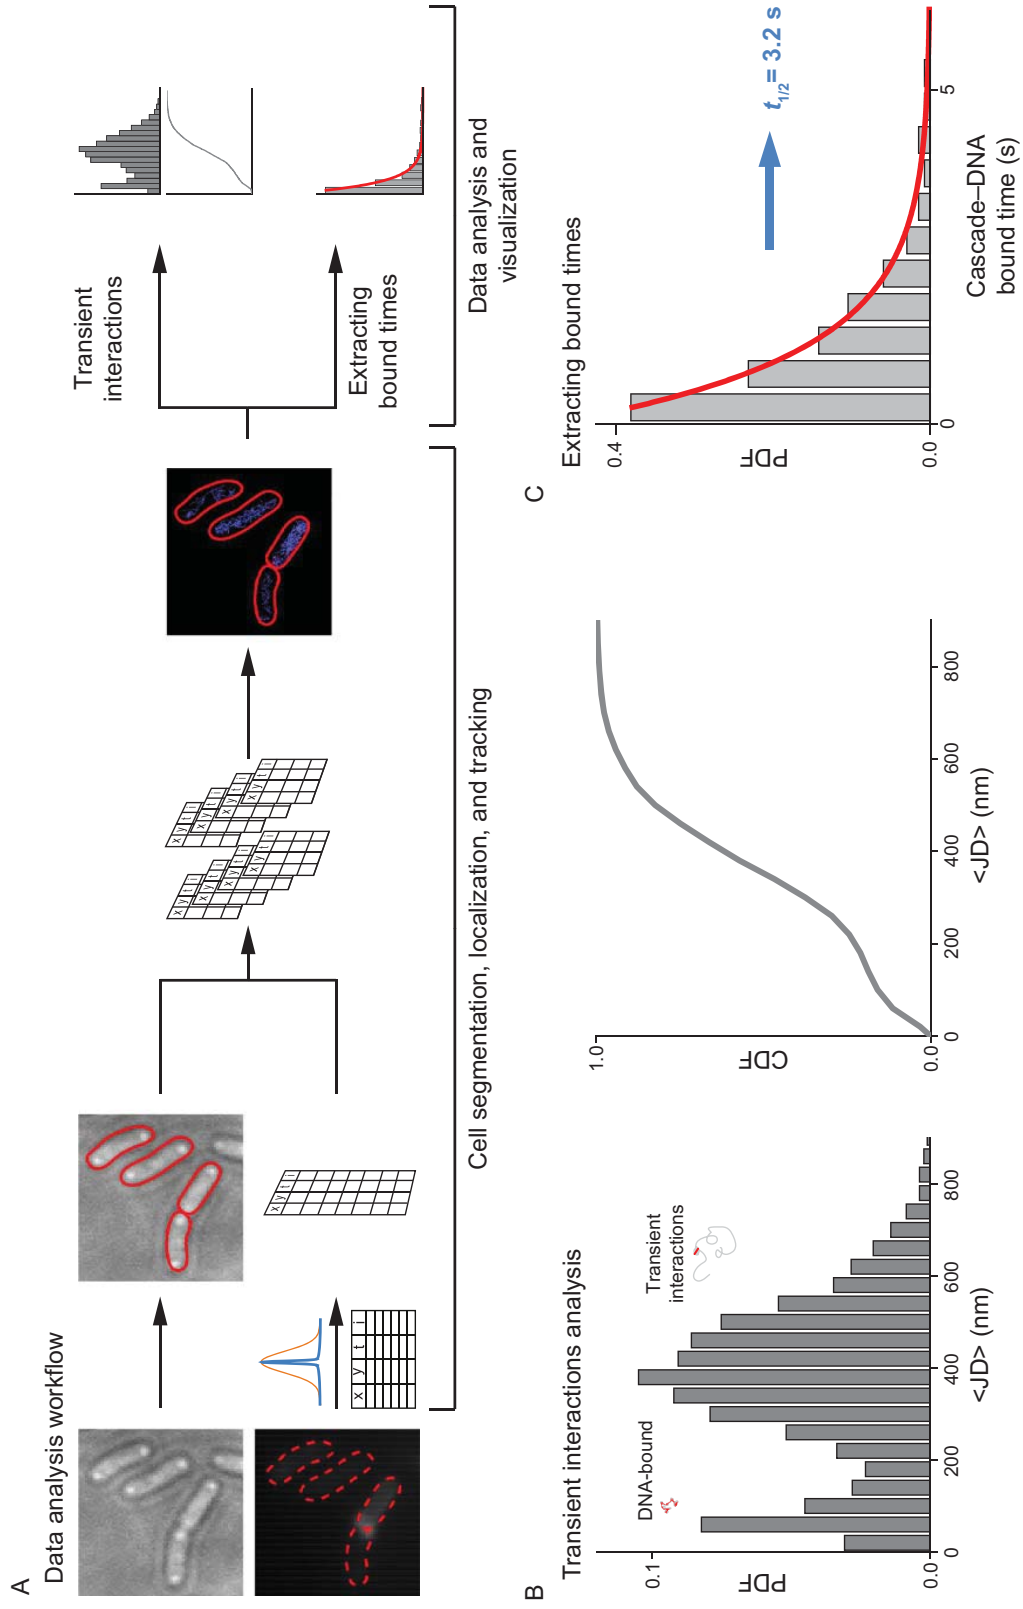 A
Data analysis workflow
x y t i
x y t i
x y t i
x y t i
x y t i
x y t i
x y t i
x y t i
x y t i
x y t i
Cell segmentation, localization, and tracking
Transient
interactions
Extracting
bound times
Data analysis and
visualization
B
Transient interactions analysis
DNA-bound
Transient
interactions
PDF
0.1
0.0
0 200 400 600 800
<JD> (nm)
CDF
1.0
0.0
0 200 400 600 800
<JD> (nm)
C
Extracting bound times
PDF
0.4
0.0
t1/2 = 3.2 s
0 5
Cascade–DNA
bound time (s)